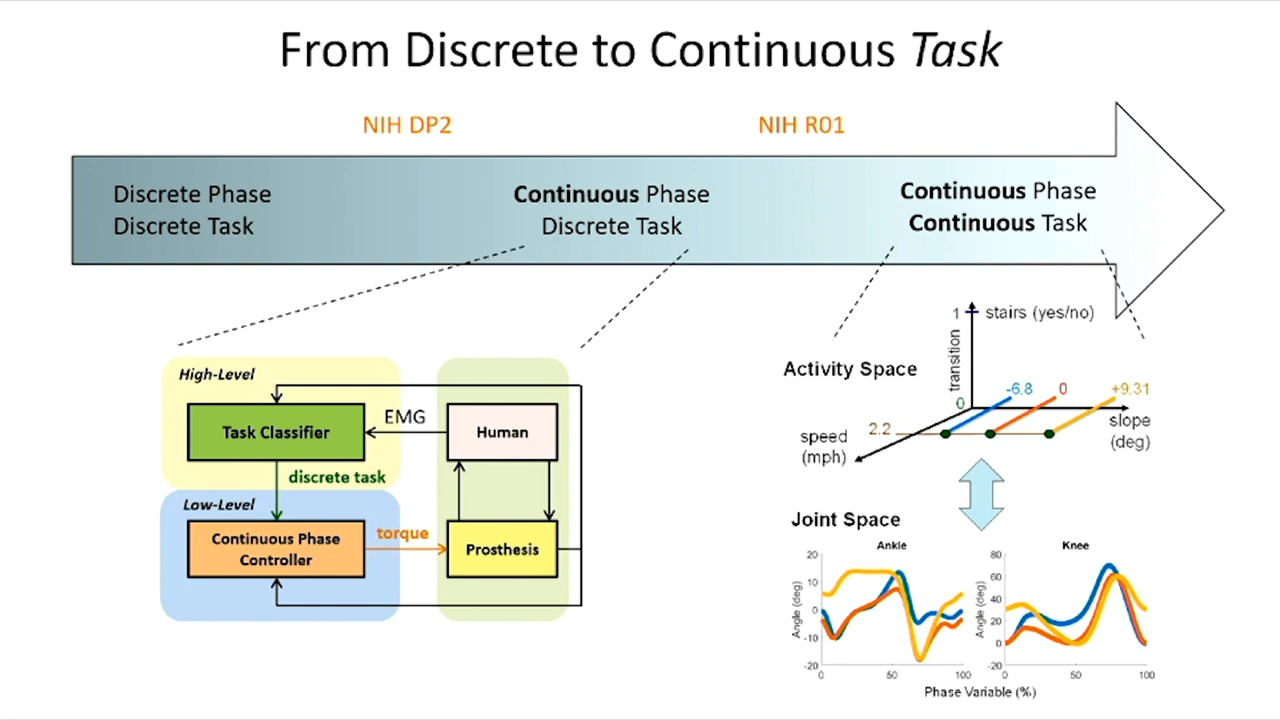 From Discrete to Continuous Task
NIH DP2
NIH R01
Discrete Phase
Discrete Task
Continuous Phase
Discrete Task
Continuous Phase
Continuous Task
High-Level
Task Classifier
EMG
Human
discrete task
Low-Level
Continuous Phase
Controller
torque
Prosthesis
Activity Space
1
stairs (yes/no)
transition
0
-6.8
0
+9.31
slope
(deg)
2.2
speed
(mph)
Joint Space
Ankle
20
10
0
-10
-20
Angle (deg)
0
50
100
Knee
80
60
40
20
0
-20
Angle (deg)
0
50
100
Phase Variable (%)